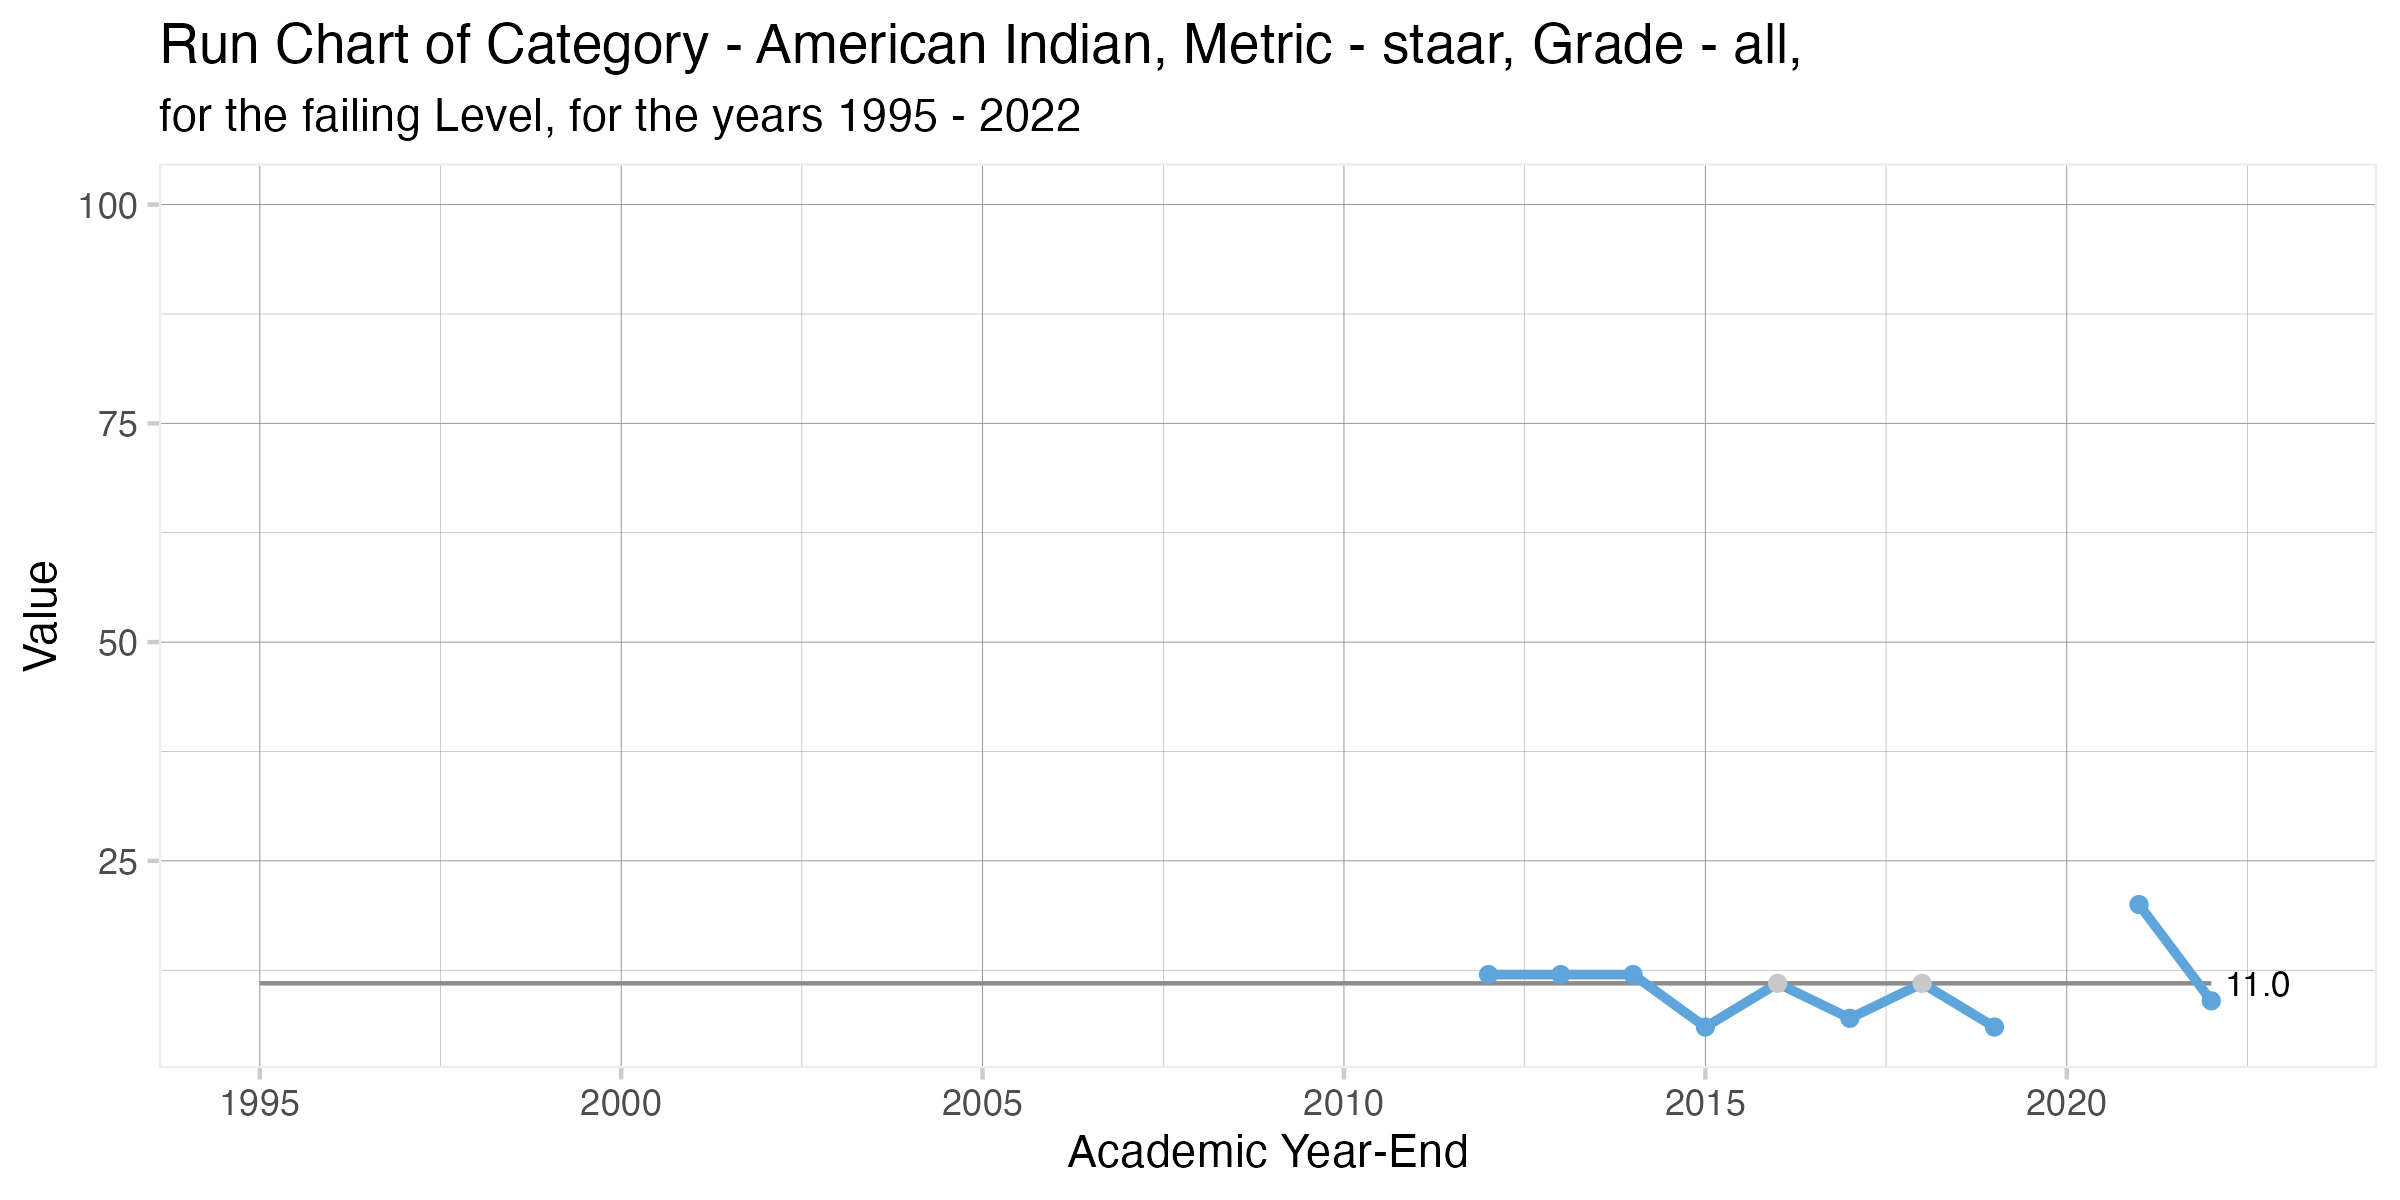 Run Chart of Category - American Indian, Metric - staar, Grade - all,
for the failing Level, for the years 1995 - 2022
100
75
50
25
Value
11.0
1995 2000 2005 2010 2015 2020
Academic Year-End